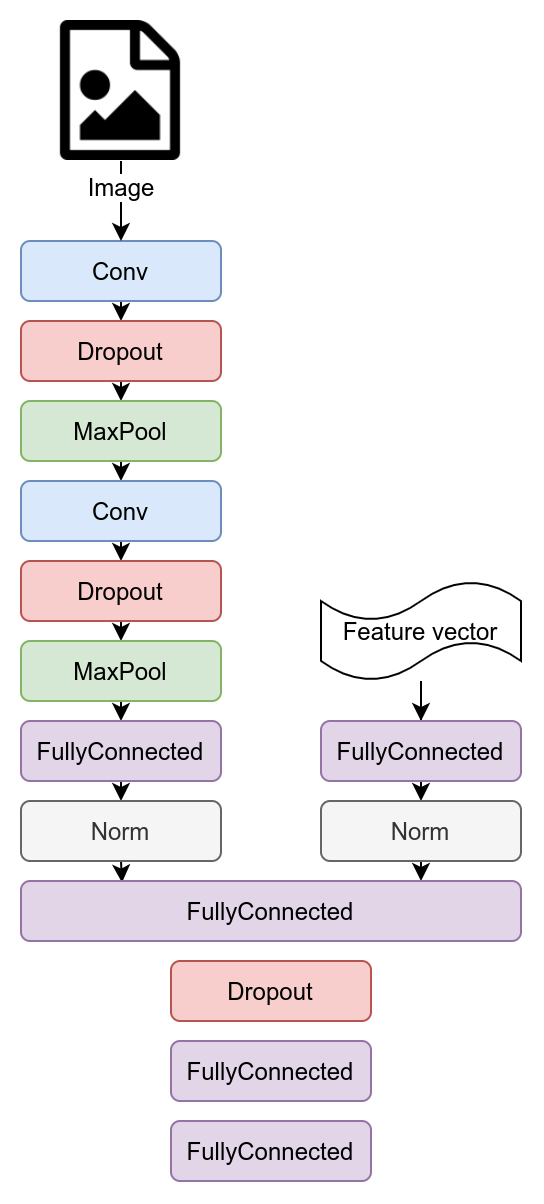 Image
Conv
Dropout
MaxPool
Conv
Dropout
MaxPool
Feature vector
FullyConnected
FullyConnected
Norm
Norm
FullyConnected
Dropout
FullyConnected
FullyConnected